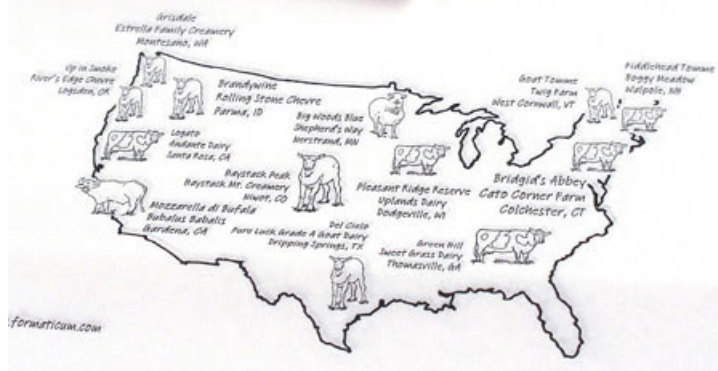 Grisdale
Estrella Family Creamery
Montesano, WA
Up in Smoke
River's Edge Chevre
Logsden, OR
Brandywine
Rolling Stone Chevre
Parma, ID
Big Woods Blue
Shepherd's Way
Nerstrand, MN
Goat Tomme
Twig Farm
West Cornwall, VT
Fiddlehead Tomme
Boggy Meadow
Walpole, NH
Logato
Andante Dairy
Santa Rosa, CA
Haystack Peak
Haystack Mt. Creamery
Niwot, CO
Pleasant Ridge Reserve
Uplands Dairy
Dodgeville, WI
Bridgid's Abbey
Cato Corner Farm
Colchester, CT
Mozzarella di Bufala
Bubalus Bubalis
Gardena, CA
Del Cielo
Pure Luck Grade A Goat Dairy
Dripping Springs, TX
Green Hill
Sweet Grass Dairy
Thomasville, GA
formaticum.com